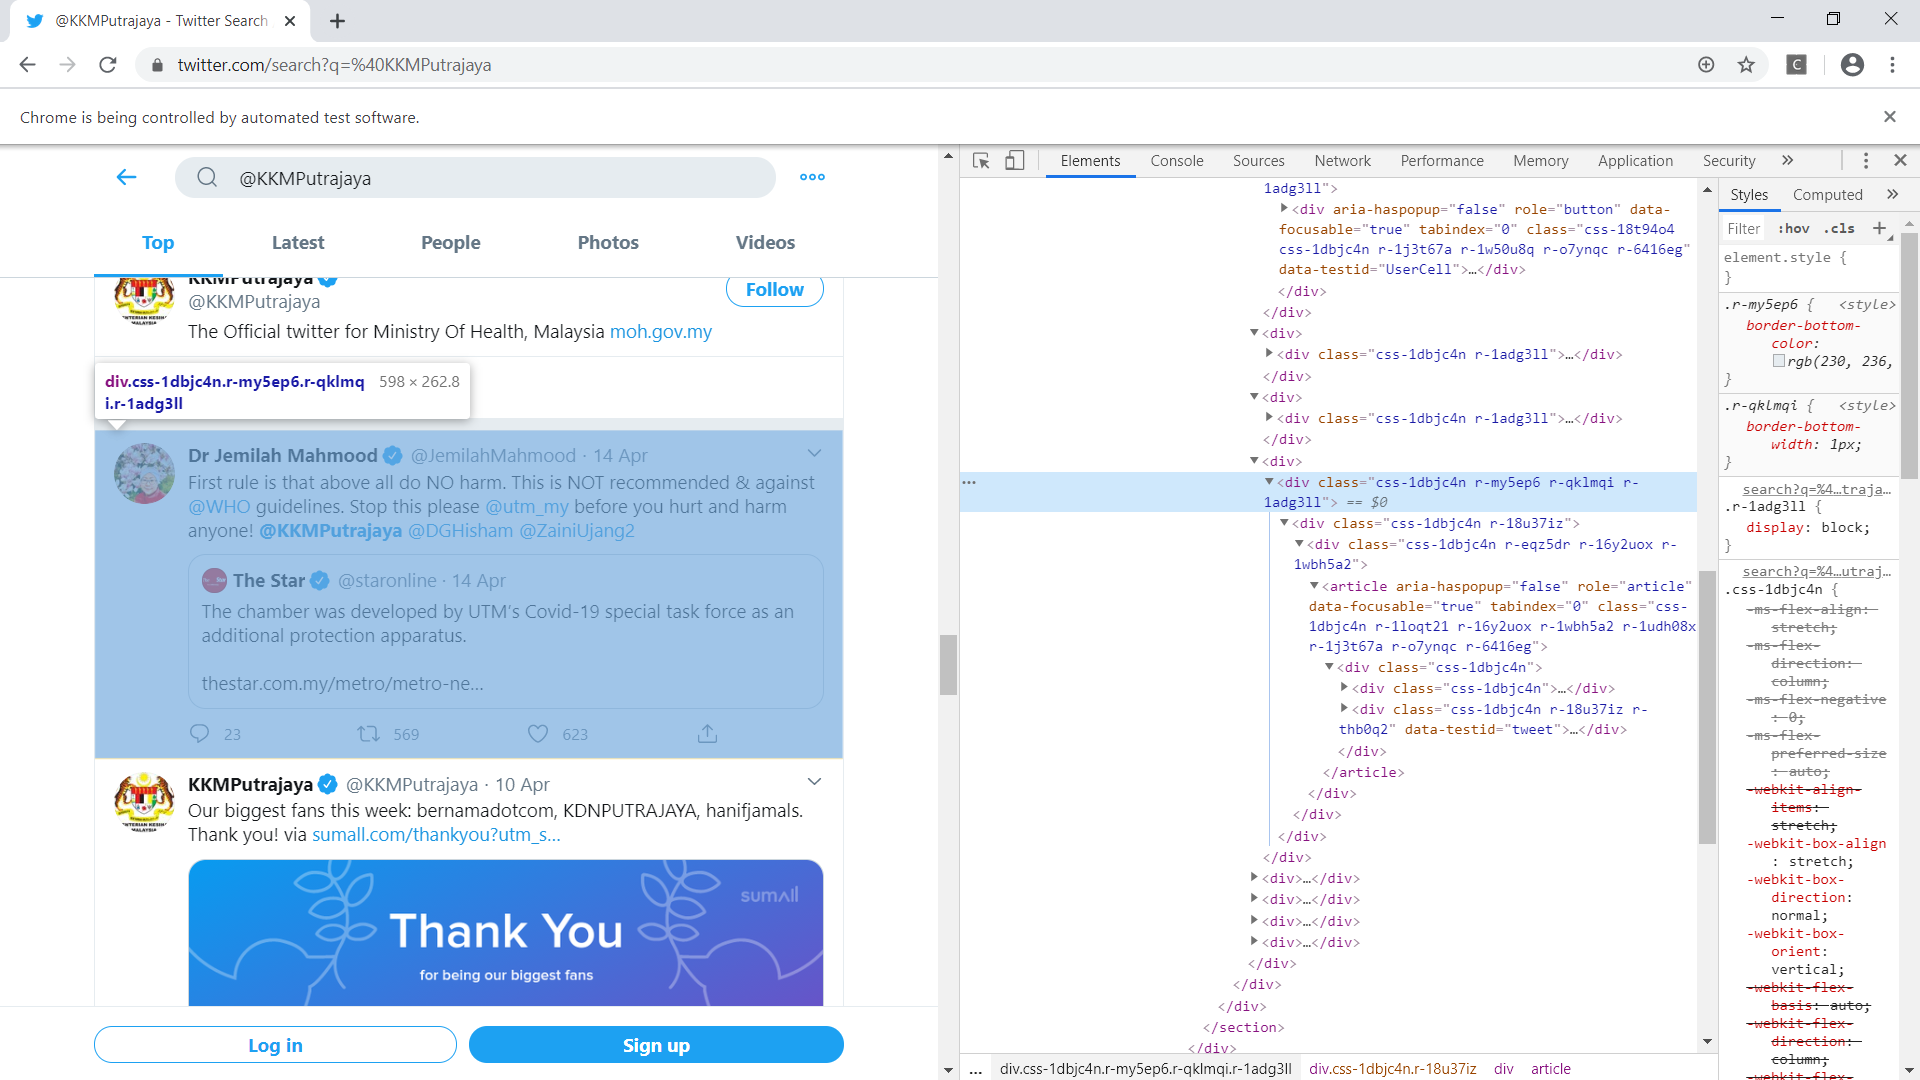 @KKMPutrajaya - Twitter Search
twitter.com/search?q=%40KKMPutrajaya
C
Chrome is being controlled by automated test software.
@KKMPutrajaya
Top Latest People Photos Videos
KKMPutrajaya
@KKMPutrajaya
Follow
The Official twitter for Ministry Of Health, Malaysia moh.gov.my
div.css-1dbjc4n.r-my5ep6.r-qklmq 598 × 262.8
i.r-1adg3ll
Dr Jemilah Mahmood @JemilahMahmood · 14 Apr
First rule is that above all do NO harm. This is NOT recommended & against
@WHO guidelines. Stop this please @utm_my before you hurt and harm
anyone! @KKMPutrajaya @DGHisham @ZainiUjang2
The Star @staronline · 14 Apr
The chamber was developed by UTM's Covid-19 special task force as an
additional protection apparatus.
thestar.com.my/metro/metro-ne...
23 569 623
KKMPutrajaya @KKMPutrajaya · 10 Apr
Our biggest fans this week: bernamadotcom, KDNPUTRAJAYA, hanifjamals.
Thank you! via sumall.com/thankyou?utm_s...
sumall
Thank You
for being our biggest fans
Log in
Sign up
Elements Console Sources Network Performance Memory Application Security »
1adg3ll">
<div aria-haspopup="false" role="button" data-
focusable="true" tabindex="0" class="css-18t94o4
css-1dbjc4n r-1j3t67a r-1w50u8q r-o7ynqc r-6416eg"
data-testid="UserCell">…</div>
</div>
</div>
<div>
<div class="css-1dbjc4n r-1adg3ll">…</div>
</div>
<div>
<div class="css-1dbjc4n r-1adg3ll">…</div>
</div>
<div>
<div class="css-1dbjc4n r-my5ep6 r-qklmqi r-
1adg3ll"> == $0
<div class="css-1dbjc4n r-18u37iz">
<div class="css-1dbjc4n r-eqz5dr r-16y2uox r-
1wbh5a2">
<article aria-haspopup="false" role="article"
data-focusable="true" tabindex="0" class="css-
1dbjc4n r-1loqt21 r-16y2uox r-1wbh5a2 r-1udh08x
r-1j3t67a r-o7ynqc r-6416eg">
<div class="css-1dbjc4n">
<div class="css-1dbjc4n">…</div>
<div class="css-1dbjc4n r-18u37iz r-
thb0q2" data-testid="tweet">…</div>
</div>
</article>
</div>
</div>
</div>
</div>
<div>…</div>
<div>…</div>
<div>…</div>
<div>…</div>
</div>
</div>
</div>
</section>
</div>
... div.css-1dbjc4n.r-my5ep6.r-qklmqi.r-1adg3ll div.css-1dbjc4n.r-18u37iz div article
Styles Computed »
Filter :hov .cls +
element.style {
}
.r-my5ep6 { <style>
border-bottom-
color:
rgb(230, 236,
}
.r-qklmqi { <style>
border-bottom-
width: 1px;
}
search?q=%4…traja…
.r-1adg3ll {
display: block;
}
search?q=%4…utraj…
.css-1dbjc4n {
-ms-flex-align:
stretch;
-ms-flex-
direction:
column;
-ms-flex-negative
: 0;
-ms-flex-
preferred-size
: auto;
-webkit-align-
items:
stretch;
-webkit-box-align
: stretch;
-webkit-box-
direction:
normal;
-webkit-box-
orient:
vertical;
-webkit-flex-
basis: auto;
-webkit-flex-
direction:
column;
-webkit-flex-